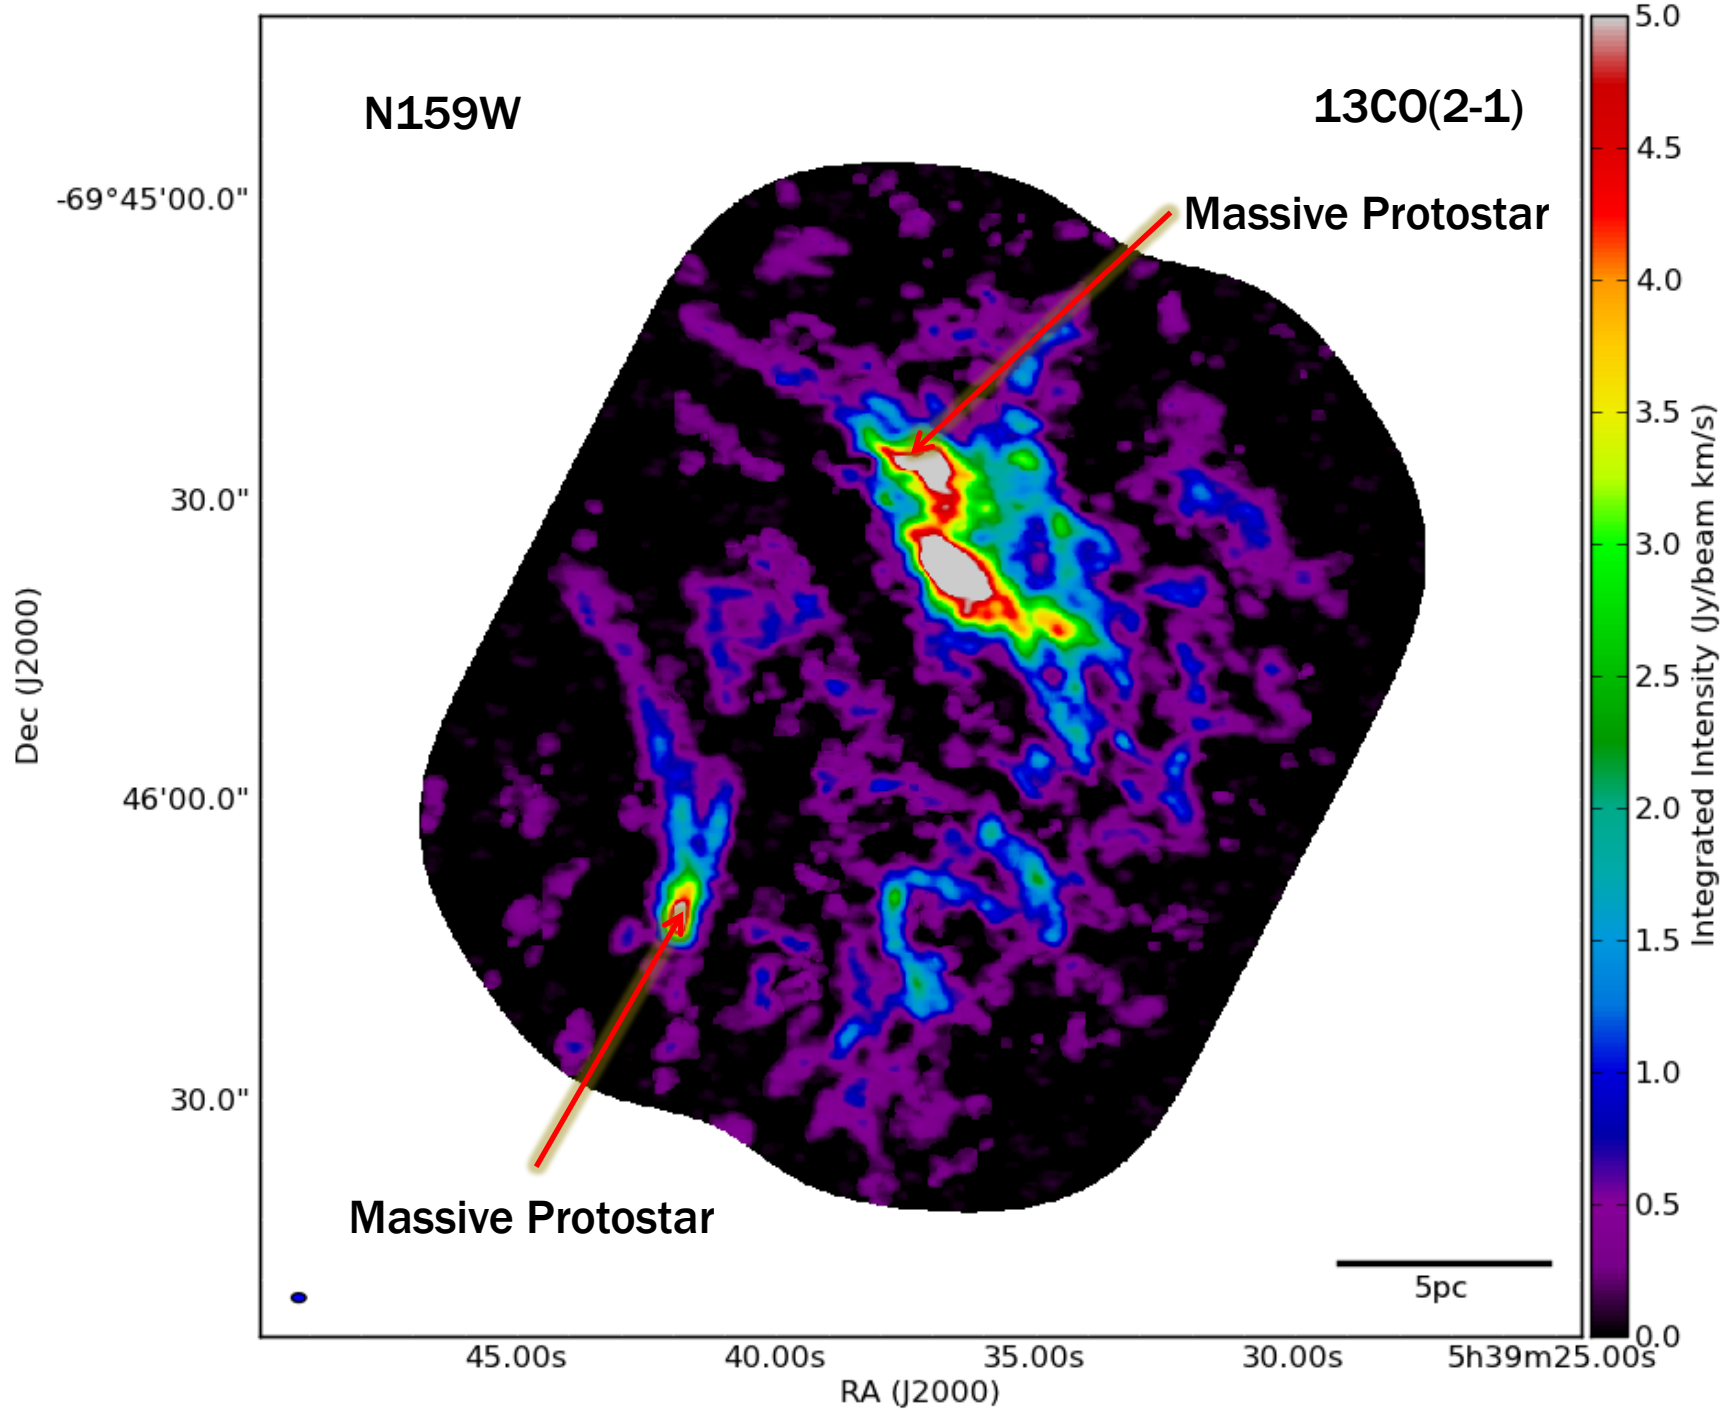 N159W
13CO(2-1)
Massive Protostar
Massive Protostar
5pc
-69°45'00.0"
30.0"
46'00.0"
30.0"
Dec (J2000)
45.00s
40.00s
35.00s
30.00s
5h39m25.00s
RA (J2000)
5.0
4.5
4.0
3.5
3.0
2.5
2.0
1.5
1.0
0.5
0.0
Integrated Intensity (Jy/beam km/s)